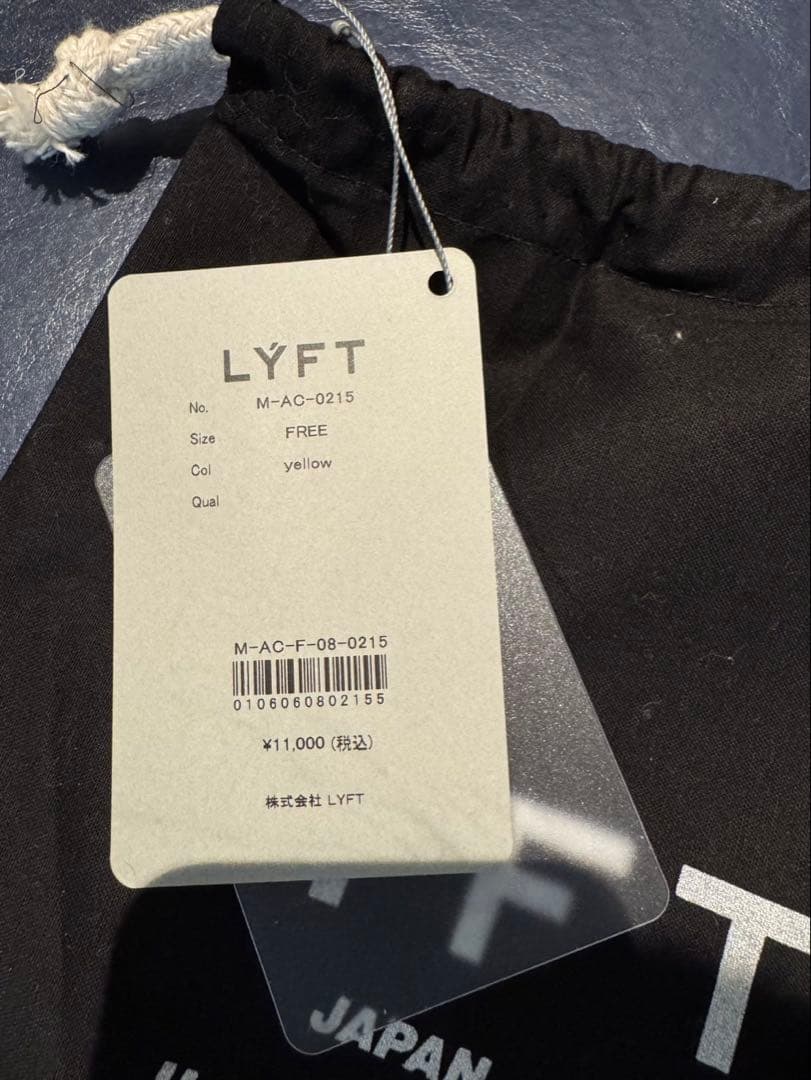 LÝFT
No. M-AC-0215
Size FREE
Col yellow
Qual
M-AC-F-08-0215
0106060802155
¥11,000 (税込)
株式会社 LYFT
F T
JAPAN